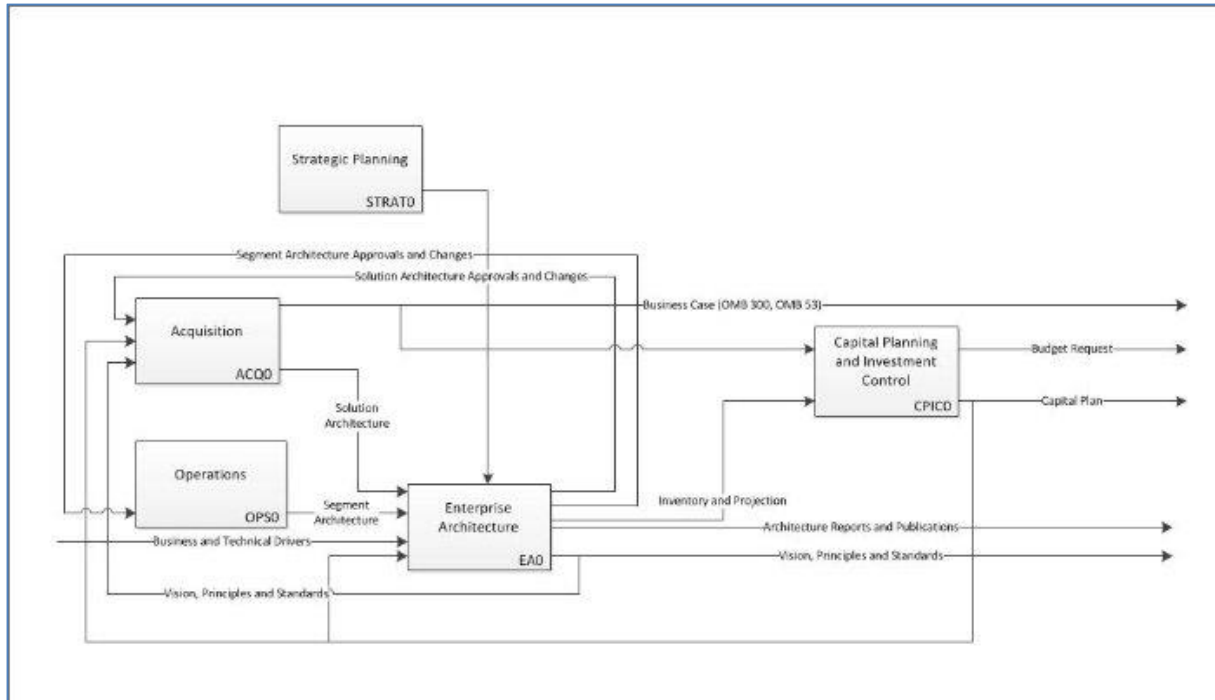 Strategic Planning
STRAT0
Segment Architecture Approvals and Changes
Solution Architecture Approvals and Changes
Business Case (OMB 300, OMB 53)
Acquisition
ACQ0
Capital Planning
and Investment
Control
CPIC0
Budget Request
Capital Plan
Solution
Architecture
Operations
OPS0
Segment
Architecture
Enterprise
Architecture
EA0
Inventory and Projection
Architecture Reports and Publications
Business and Technical Drivers
Vision, Principles and Standards
Vision, Principles and Standards